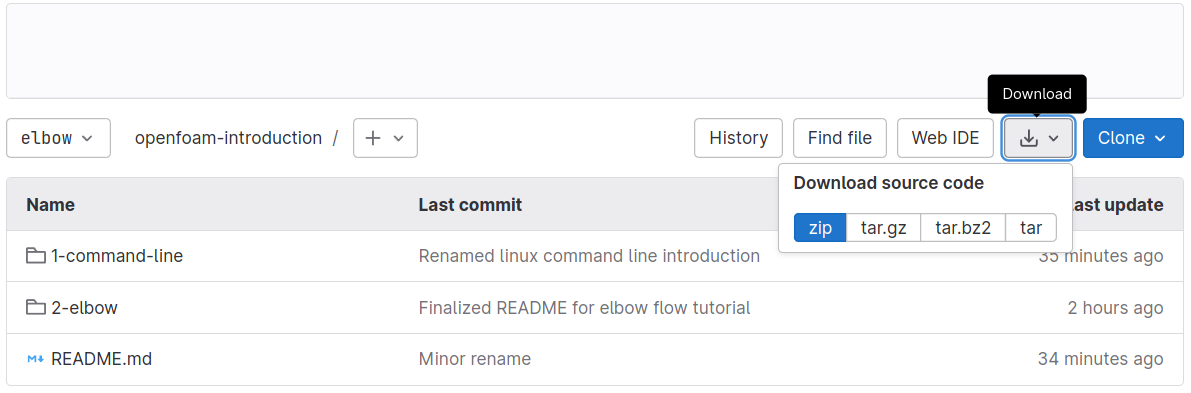 Download
elbow openfoam-introduction / + History Find file Web IDE Clone
Download source code
zip tar.gz tar.bz2 tar
Name Last commit ast update
1-command-line Renamed linux command line introduction 35 minutes ago
2-elbow Finalized README for elbow flow tutorial 2 hours ago
M README.md Minor rename 34 minutes ago